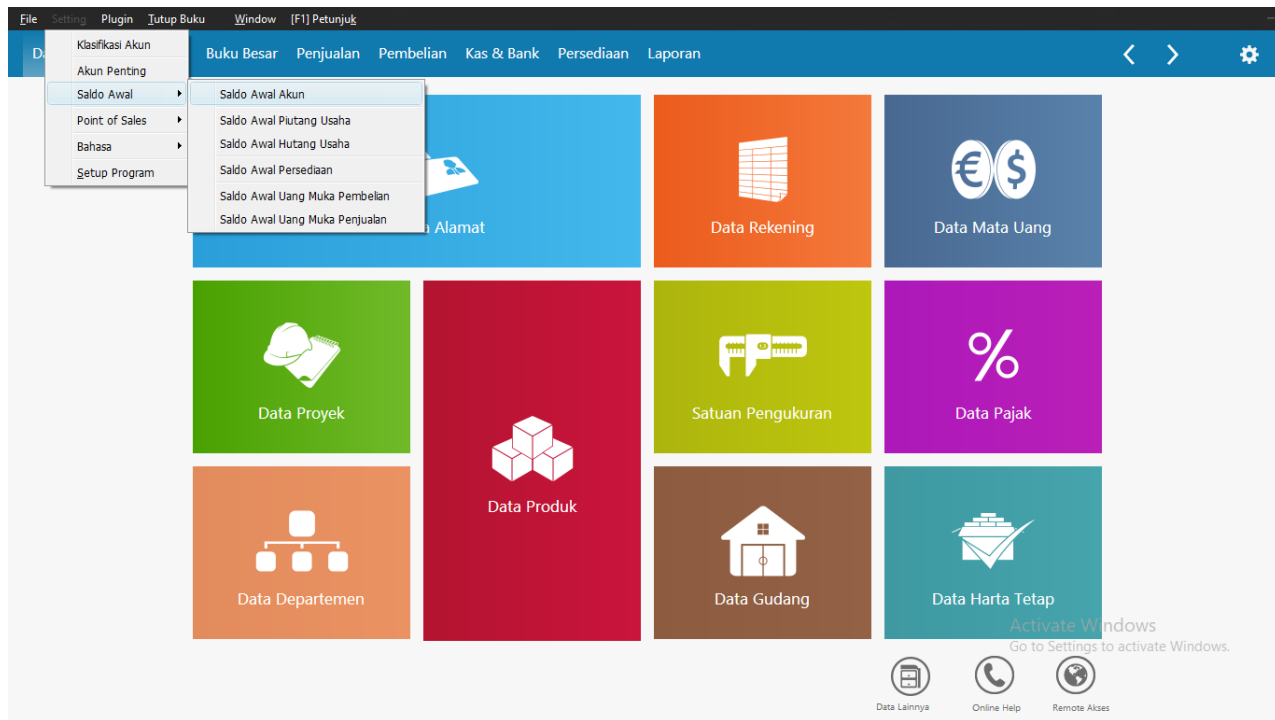 File Setting Plugin Tutup Buku Window [F1] Petunjuk
Buku Besar Penjualan Pembelian Kas & Bank Persediaan Laporan
Klasifikasi Akun
Akun Penting
Saldo Awal
Point of Sales
Bahasa
Setup Program
Saldo Awal Akun
Saldo Awal Piutang Usaha
Saldo Awal Hutang Usaha
Saldo Awal Persediaan
Saldo Awal Uang Muka Pembelian
Saldo Awal Uang Muka Penjualan
Alamat
Data Rekening
Data Mata Uang
Data Proyek
Data Produk
Satuan Pengukuran
Data Pajak
Data Departemen
Data Gudang
Data Harta Tetap
Activate Windows
Go to Settings to activate Windows.
Data Lainnya
Online Help
Remote Akses